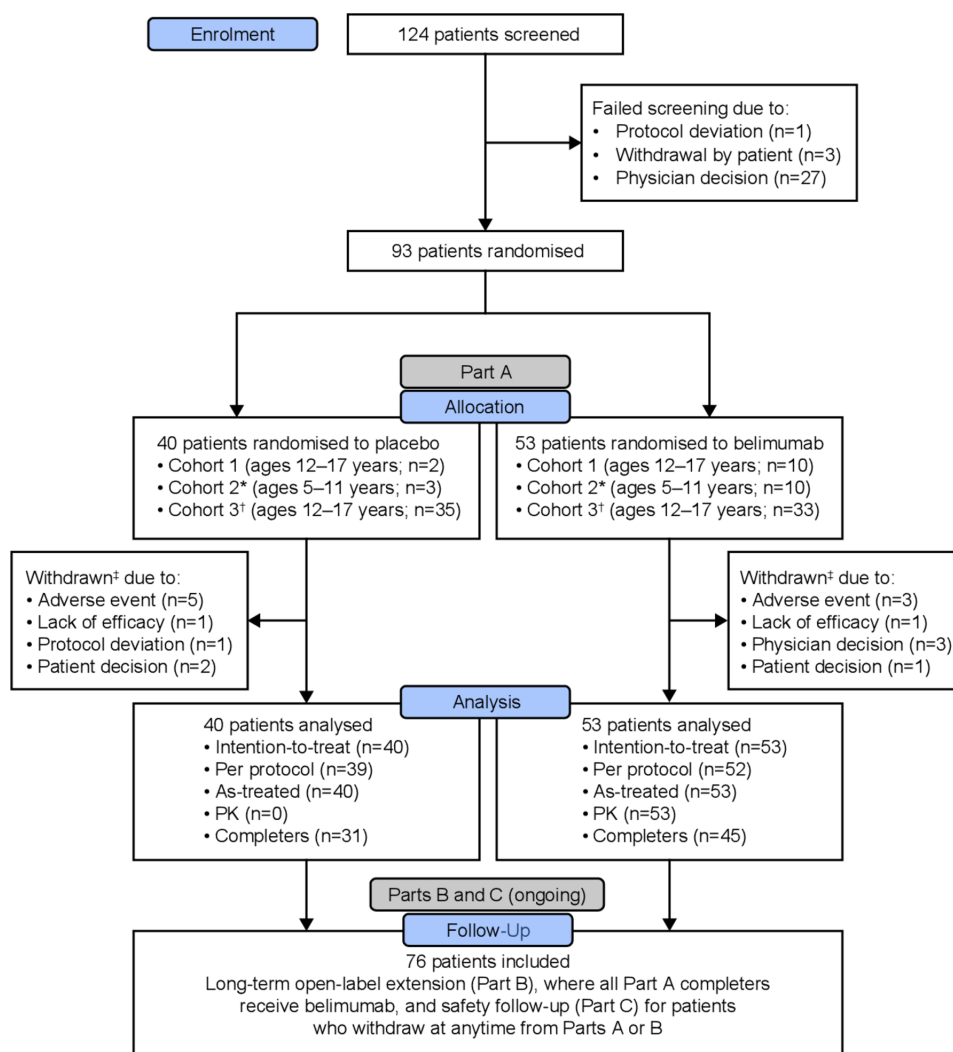 Enrolment
124 patients screened
Failed screening due to:
• Protocol deviation (n=1)
• Withdrawal by patient (n=3)
• Physician decision (n=27)
93 patients randomised
Part A
Allocation
40 patients randomised to placebo
• Cohort 1 (ages 12–17 years; n=2)
• Cohort 2* (ages 5–11 years; n=3)
• Cohort 3† (ages 12–17 years; n=35)
53 patients randomised to belimumab
• Cohort 1 (ages 12–17 years; n=10)
• Cohort 2* (ages 5–11 years; n=10)
• Cohort 3† (ages 12–17 years; n=33)
Withdrawn‡ due to:
• Adverse event (n=5)
• Lack of efficacy (n=1)
• Protocol deviation (n=1)
• Patient decision (n=2)
Withdrawn‡ due to:
• Adverse event (n=3)
• Lack of efficacy (n=1)
• Physician decision (n=3)
• Patient decision (n=1)
Analysis
40 patients analysed
• Intention-to-treat (n=40)
• Per protocol (n=39)
• As-treated (n=40)
• PK (n=0)
• Completers (n=31)
53 patients analysed
• Intention-to-treat (n=53)
• Per protocol (n=52)
• As-treated (n=53)
• PK (n=53)
• Completers (n=45)
Parts B and C (ongoing)
Follow-Up
76 patients included
Long-term open-label extension (Part B), where all Part A completers
receive belimumab, and safety follow-up (Part C) for patients
who withdraw at anytime from Parts A or B